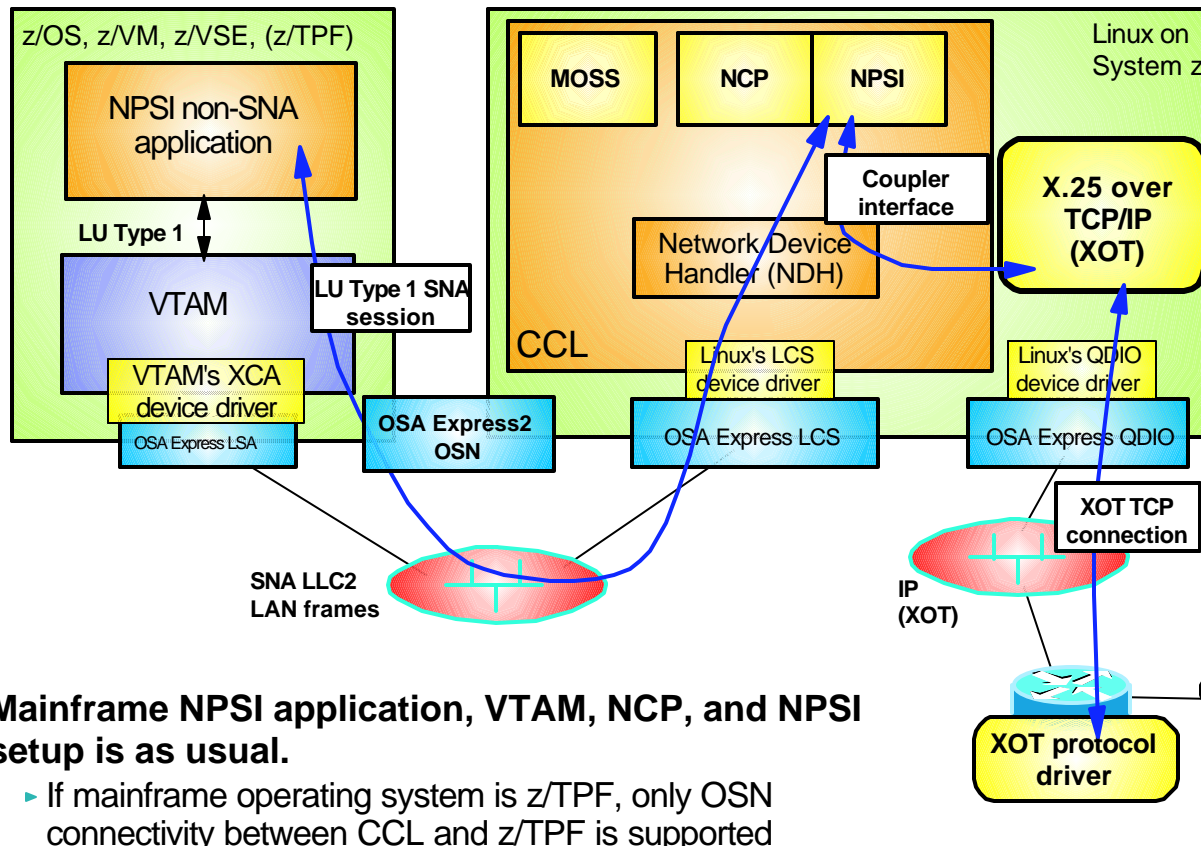 z/OS, z/VM, z/VSE, (z/TPF)
NPSI non-SNA
application
LU Type 1
VTAM
LU Type 1 SNA
session
VTAM's XCA
device driver
OSA Express LSA
OSA Express2
OSN
Linux on
System z
MOSS
NCP
NPSI
Coupler
interface
X.25 over
TCP/IP
(XOT)
Network Device
Handler (NDH)
CCL
Linux's LCS
device driver
Linux's QDIO
device driver
OSA Express LCS
OSA Express QDIO
XOT TCP
connection
SNA LLC2
LAN frames
IP
(XOT)
XOT protocol
driver
Mainframe NPSI application, VTAM, NCP, and NPSI
setup is as usual.
► If mainframe operating system is z/TPF, only OSN
connectivity between CCL and z/TPF is supported